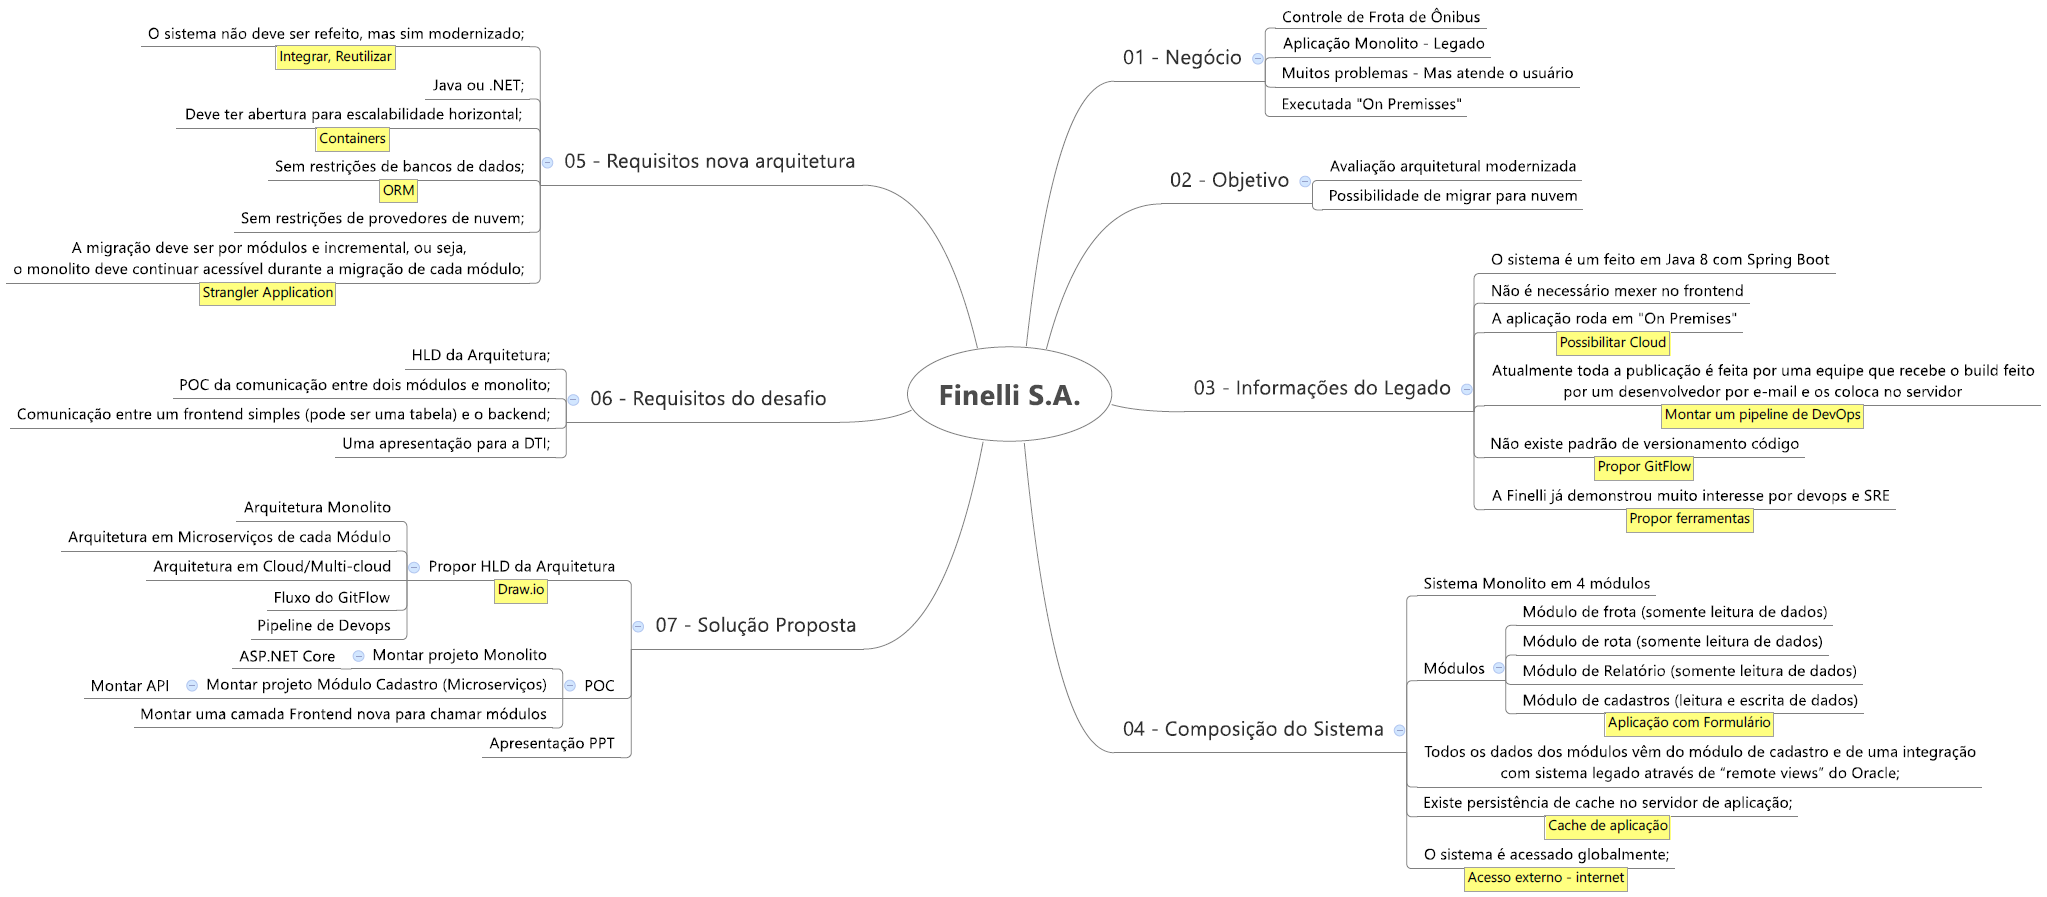 Finelli S.A.
01 - Negócio
Controle de Frota de Ônibus
Aplicação Monolito - Legado
Muitos problemas - Mas atende o usuário
Executada "On Premisses"
02 - Objetivo
Avaliação arquitetural modernizada
Possibilidade de migrar para nuvem
03 - Informações do Legado
O sistema é um feito em Java 8 com Spring Boot
Não é necessário mexer no frontend
A aplicação roda em "On Premises"
Possibilitar Cloud
Atualmente toda a publicação é feita por uma equipe que recebe o build feito
por um desenvolvedor por e-mail e os coloca no servidor
Montar um pipeline de DevOps
Não existe padrão de versionamento código
Propor GitFlow
A Finelli já demonstrou muito interesse por devops e SRE
Propor ferramentas
04 - Composição do Sistema
Sistema Monolito em 4 módulos
Módulos
Módulo de frota (somente leitura de dados)
Módulo de rota (somente leitura de dados)
Módulo de Relatório (somente leitura de dados)
Módulo de cadastros (leitura e escrita de dados)
Aplicação com Formulário
Todos os dados dos módulos vêm do módulo de cadastro e de uma integração
com sistema legado através de “remote views” do Oracle;
Existe persistência de cache no servidor de aplicação;
Cache de aplicação
O sistema é acessado globalmente;
Acesso externo - internet
05 - Requisitos nova arquitetura
O sistema não deve ser refeito, mas sim modernizado;
Integrar, Reutilizar
Java ou .NET;
Deve ter abertura para escalabilidade horizontal;
Containers
Sem restrições de bancos de dados;
ORM
Sem restrições de provedores de nuvem;
A migração deve ser por módulos e incremental, ou seja,
o monolito deve continuar acessível durante a migração de cada módulo;
Strangler Application
06 - Requisitos do desafio
HLD da Arquitetura;
POC da comunicação entre dois módulos e monolito;
Comunicação entre um frontend simples (pode ser uma tabela) e o backend;
Uma apresentação para a DTI;
07 - Solução Proposta
Propor HLD da Arquitetura
Draw.io
Arquitetura Monolito
Arquitetura em Microserviços de cada Módulo
Arquitetura em Cloud/Multi-cloud
Fluxo do GitFlow
Pipeline de Devops
POC
Montar projeto Monolito
ASP.NET Core
Montar projeto Módulo Cadastro (Microserviços)
Montar API
Montar uma camada Frontend nova para chamar módulos
Apresentação PPT